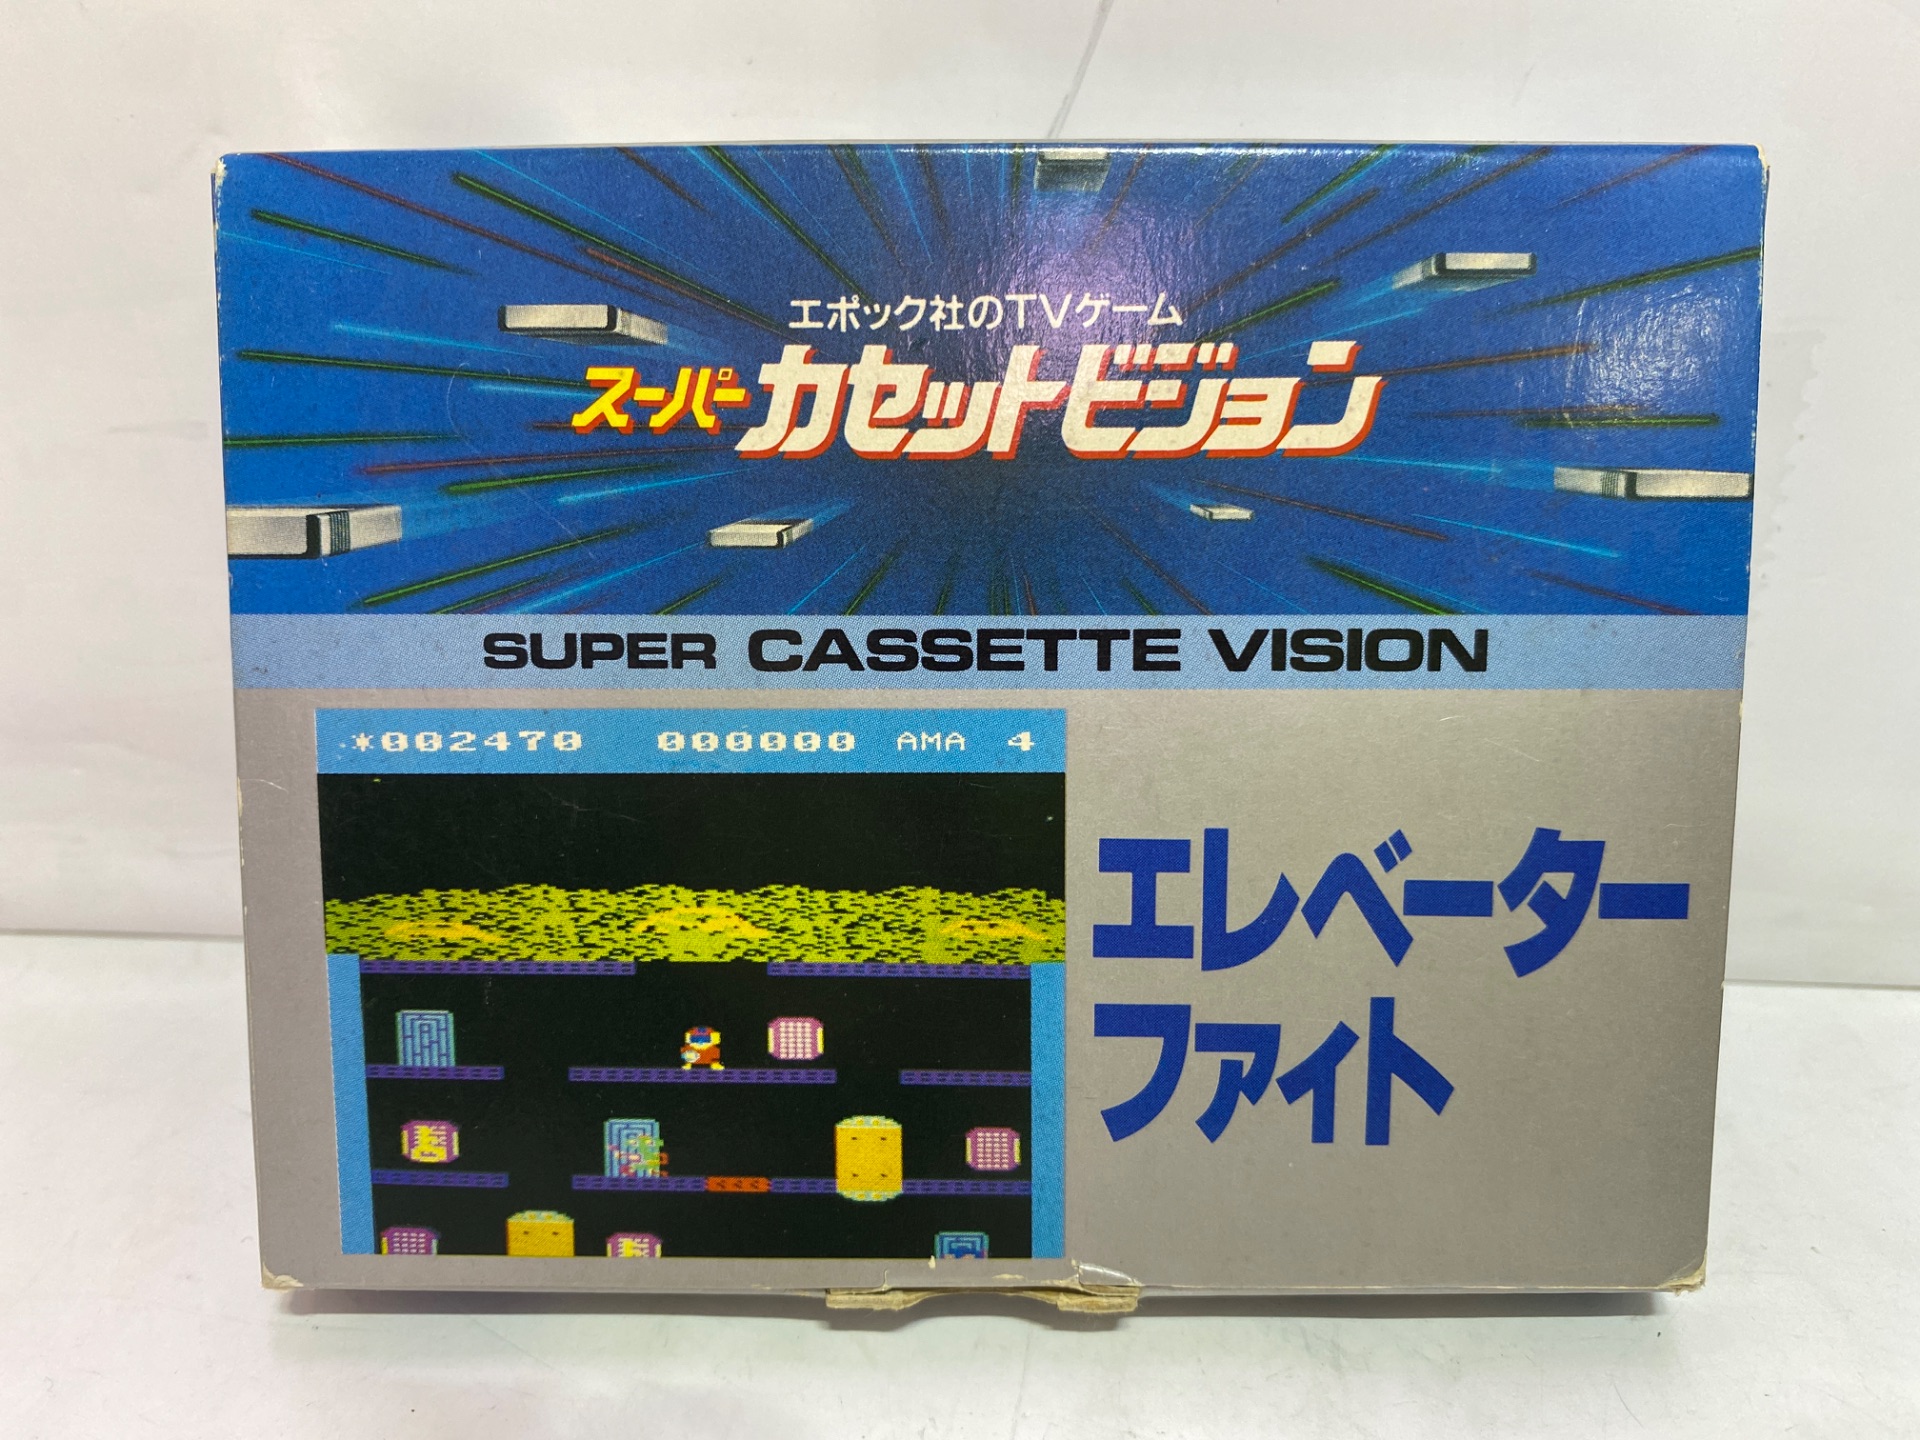 エポック社のTVゲーム
スーパーカセットビジョン
SUPER CASSETTE VISION
*002470 000000 AMA 4
エレベーター
ファイト